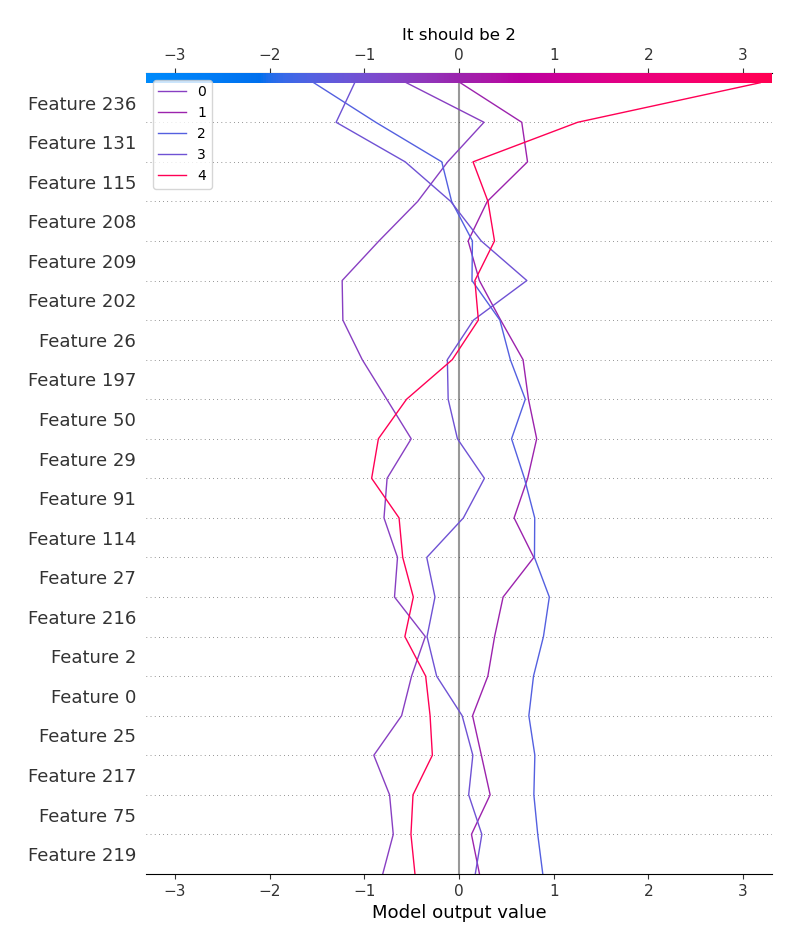 It should be 2
−3 −2 −1 0 1 2 3
0
1
2
3
4
Feature 236
Feature 131
Feature 115
Feature 208
Feature 209
Feature 202
Feature 26
Feature 197
Feature 50
Feature 29
Feature 91
Feature 114
Feature 27
Feature 216
Feature 2
Feature 0
Feature 25
Feature 217
Feature 75
Feature 219
−3 −2 −1 0 1 2 3
Model output value